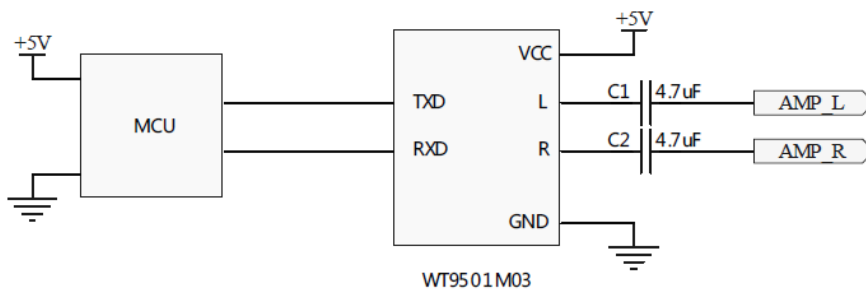 +5V
+5V
VCC
C1 4.7uF
TXD
L
AMP_L
MCU
C2 4.7uF
RXD
R
AMP_R
GND
WT9501M03